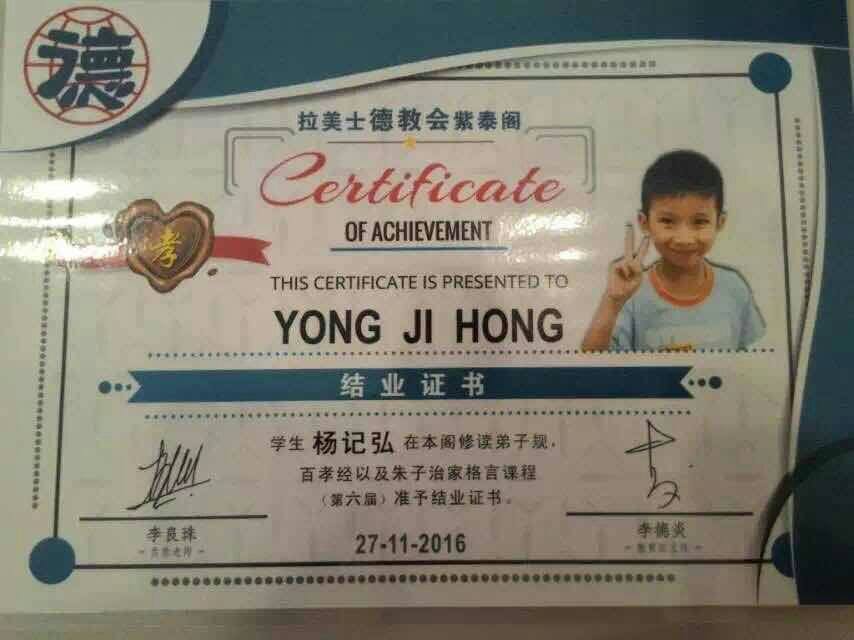 德
拉美士德教会紫泰阁
Certificate
OF ACHIEVEMENT
孝
THIS CERTIFICATE IS PRESENTED TO
YONG JI HONG
结业证书
学生 杨记弘 在本阁修读弟子规，
百孝经以及朱子治家格言课程
（第六届）准予结业证书。
李良珠
李德炎
27-11-2016